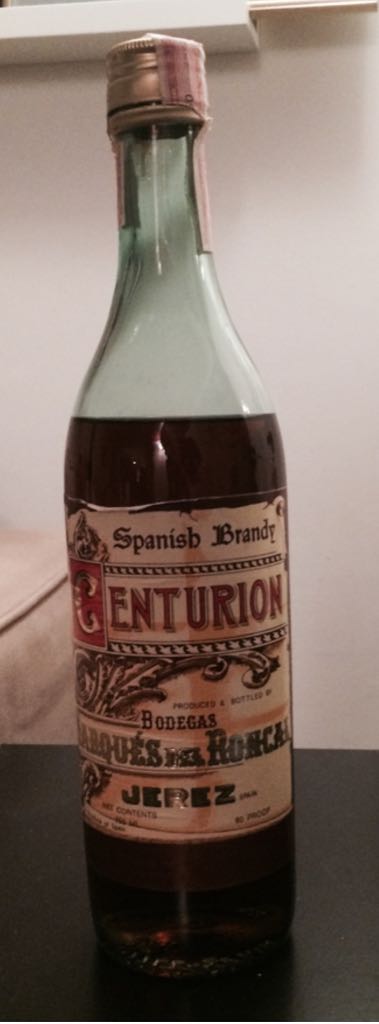 Spanish Brandy
CENTURION
PRODUCED & BOTTLED BY
BODEGAS
MARQUÉS DEL RONCAL
JEREZ SPAIN
NET CONTENTS
80 PROOF